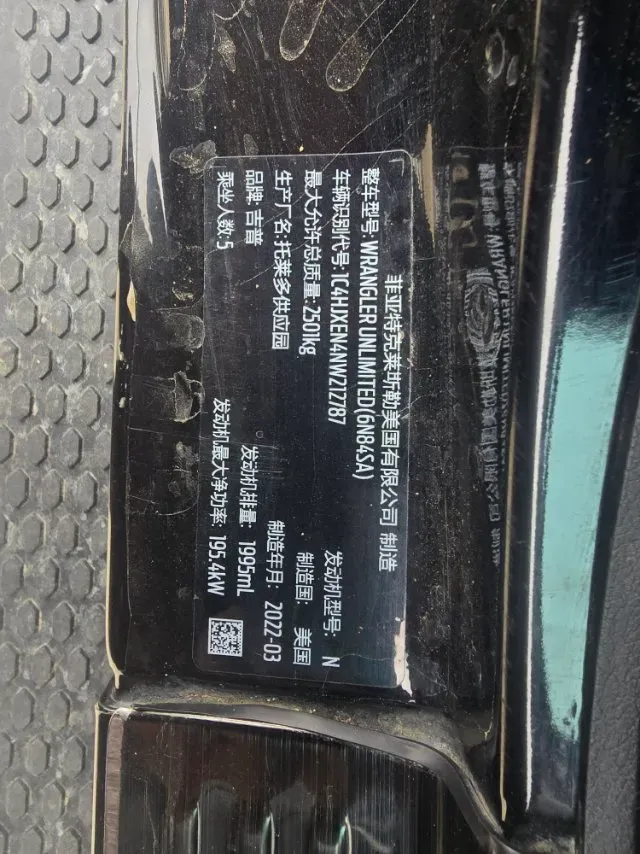 菲亚特克莱斯勒美国有限公司 制造
整车型号: WRANGLER UNLIMITED(6N84SA)
车辆识别代号: 1C4HJXEN4NW212787 发动机型号: N
最大允许总质量: 2501kg 制造国: 美国
生产厂名: 托莱多供应园 制造年月: 2022-03
品牌: 吉普 发动机排量: 1995mL
乘坐人数: 5 发动机最大净功率: 195.4kW